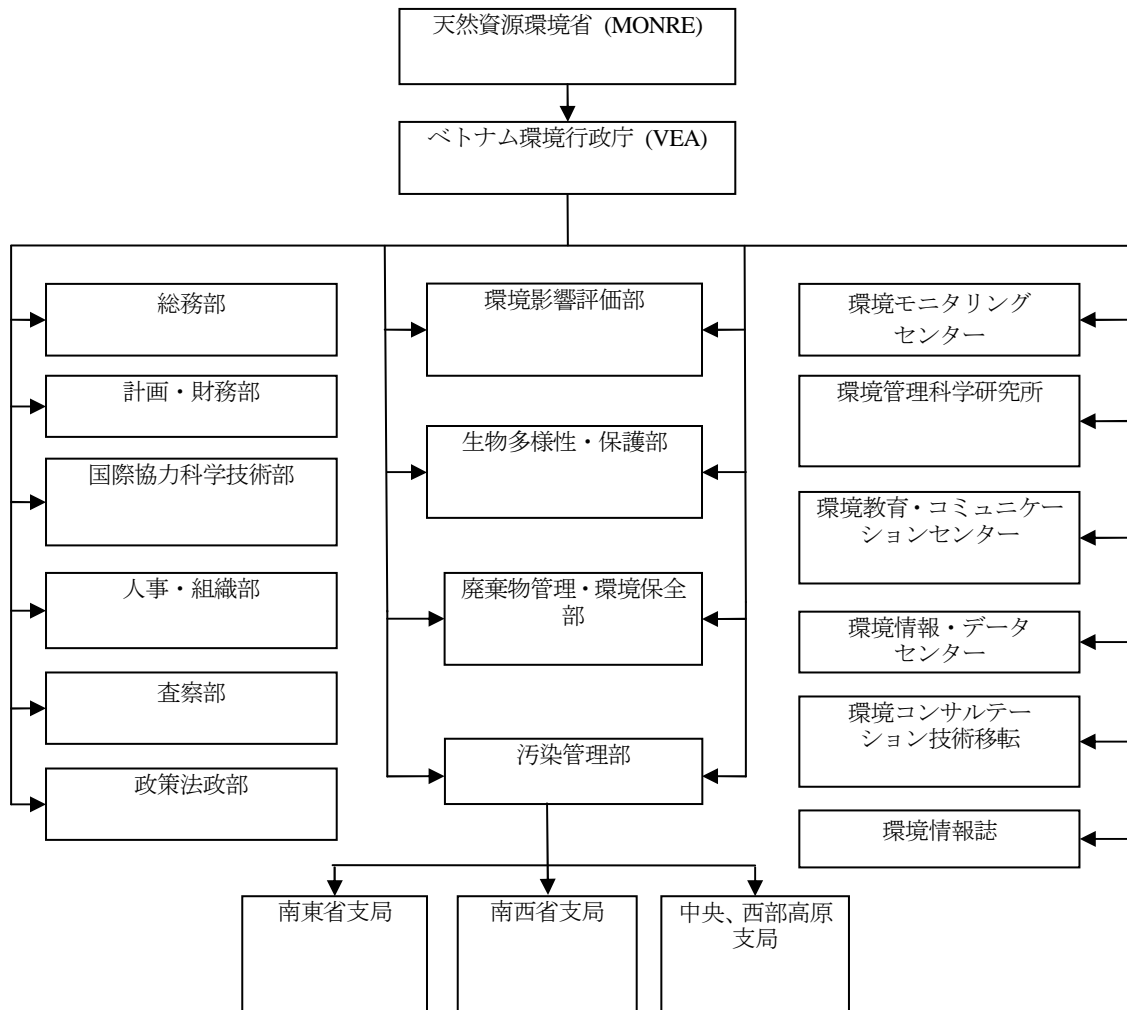 天然資源環境省 (MONRE)
ベトナム環境行政庁 (VEA)
総務部
計画・財務部
国際協力科学技術部
人事・組織部
査察部
政策法政部
環境影響評価部
生物多様性・保護部
廃棄物管理・環境保全
部
汚染管理部
環境モニタリング
センター
環境管理科学研究所
環境教育・コミュニケー
ションセンター
環境情報・データ
センター
環境コンサルテー
ション技術移転
環境情報誌
南東省支局
南西省支局
中央、西部高原
支局